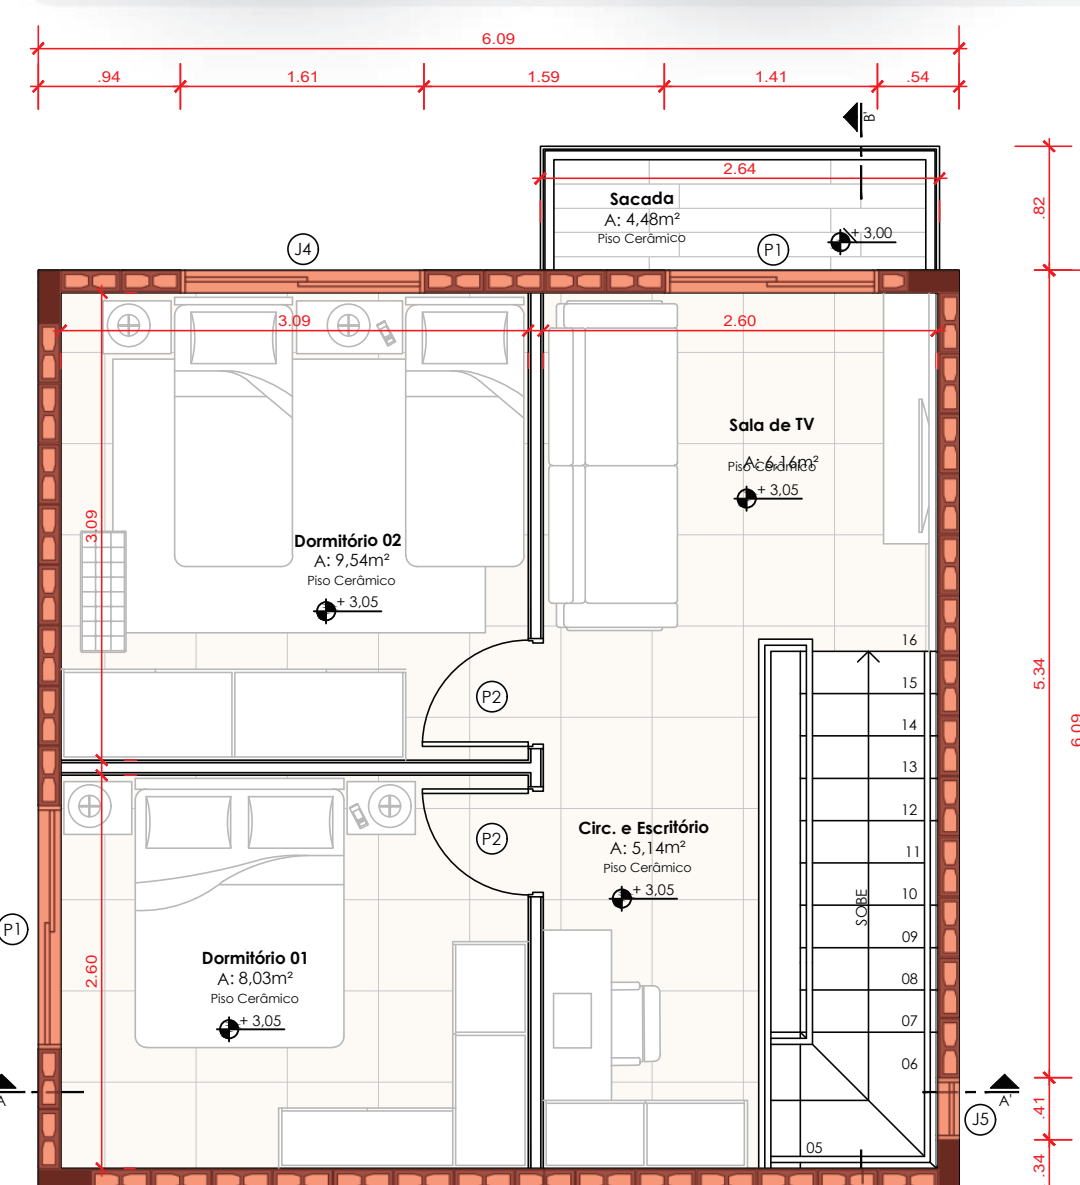 6.09
.94
1.61
1.59
1.41
.54
B'
2.64
.82
Sacada
A: 4,48m²
Piso Cerâmico
+ 3,00
J4
P1
3.09
2.60
Sala de TV
A: 6,16m²
Piso Cerâmico
+ 3,05
3.09
Dormitório 02
A: 9,54m²
Piso Cerâmico
+ 3,05
16
15
14
13
12
11
10
09
08
07
06
05
SOBE
5.34
6.09
P2
P2
Circ. e Escritório
A: 5,14m²
Piso Cerâmico
+ 3,05
P1
2.60
Dormitório 01
A: 8,03m²
Piso Cerâmico
+ 3,05
A
A'
J5
.41
.34